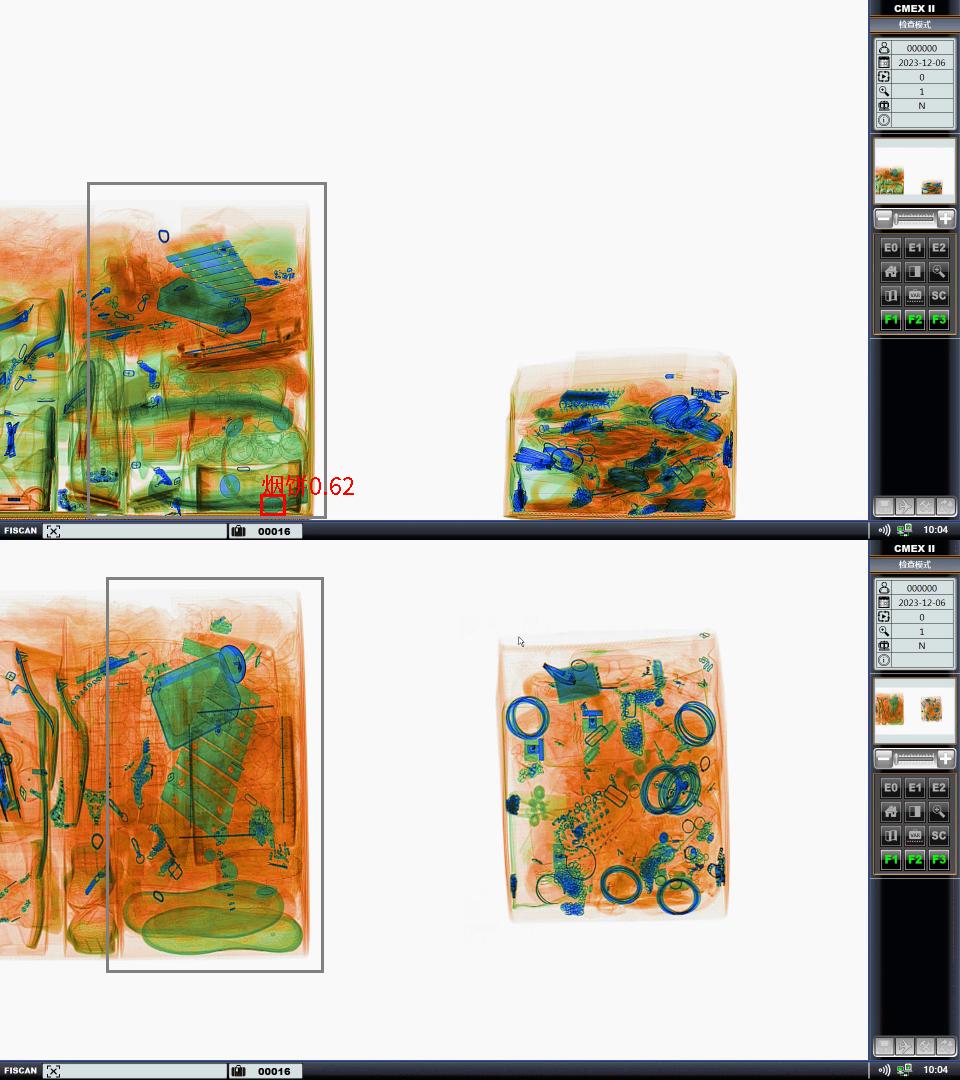 CMEX II
检查模式
000000
2023-12-06
0
1
N
E0 E1 E2
VAR SC
F1 F2 F3
烟饼0.62
FISCAN
00016
10:04
CMEX II
检查模式
000000
2023-12-06
0
1
N
E0 E1 E2
VAR SC
F1 F2 F3
FISCAN
00016
10:04